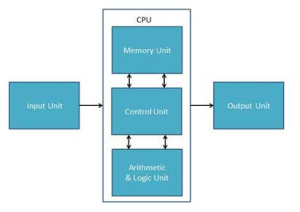 CPU
Memory Unit
Input Unit
Control Unit
Output Unit
Arithmetic
& Logic Unit